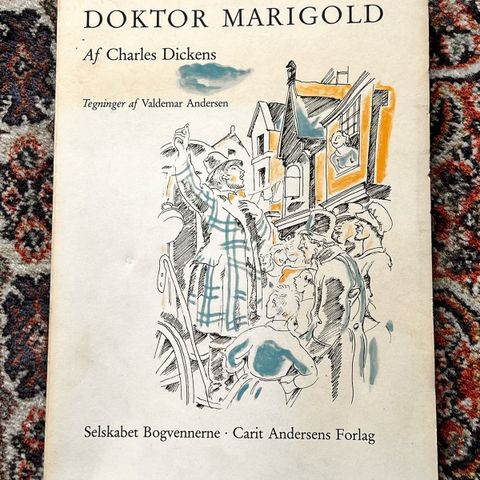 DOKTOR MARIGOLD
Af Charles Dickens
Tegninger af Valdemar Andersen
Selskabet Bogvennerne · Carit Andersens Forlag